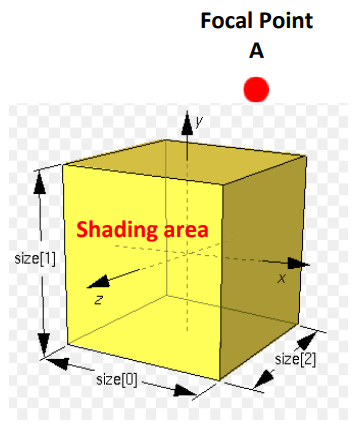 Focal Point
A
y
Shading area
size[1]
x
z
size[0]
size[2]